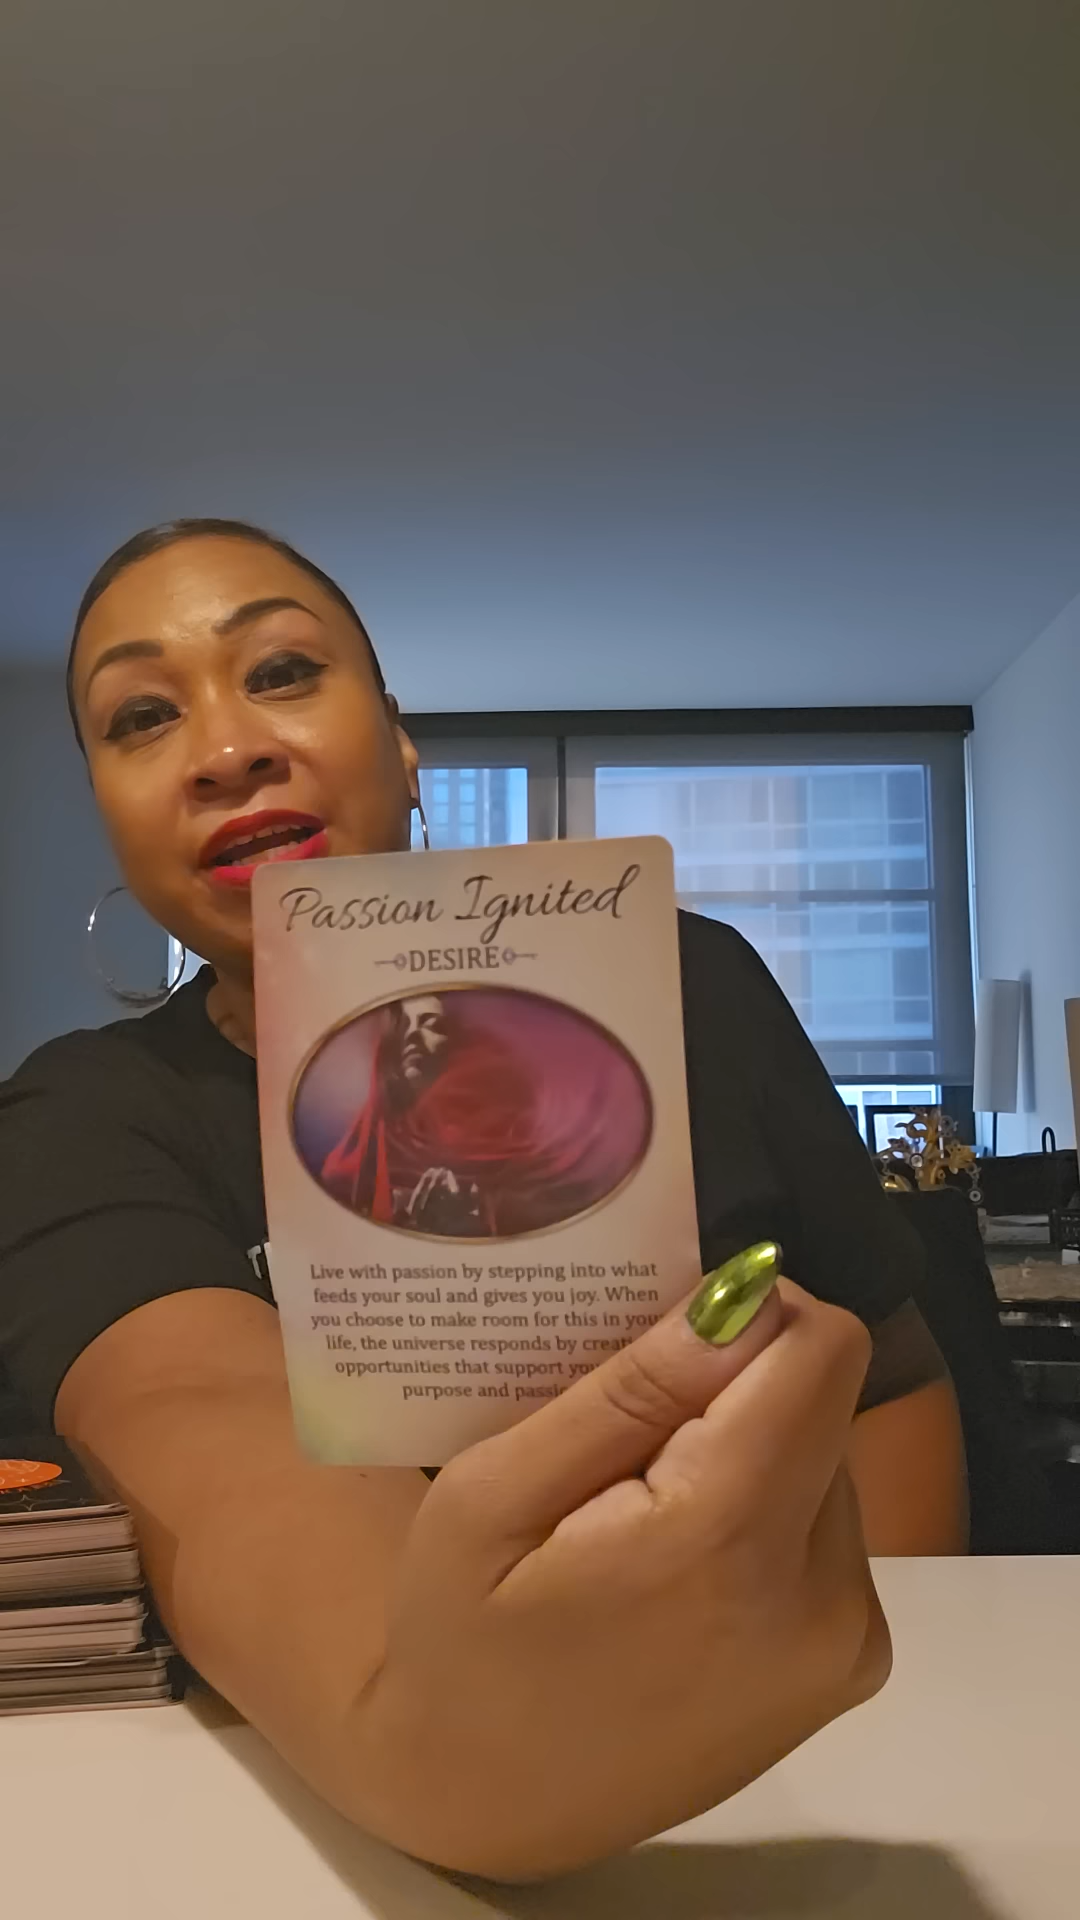 Passion Ignited
DESIRE
Live with passion by stepping into what
feeds your soul and gives you joy. When
you choose to make room for this in your
life, the universe responds by
opportunities that support
purpose and